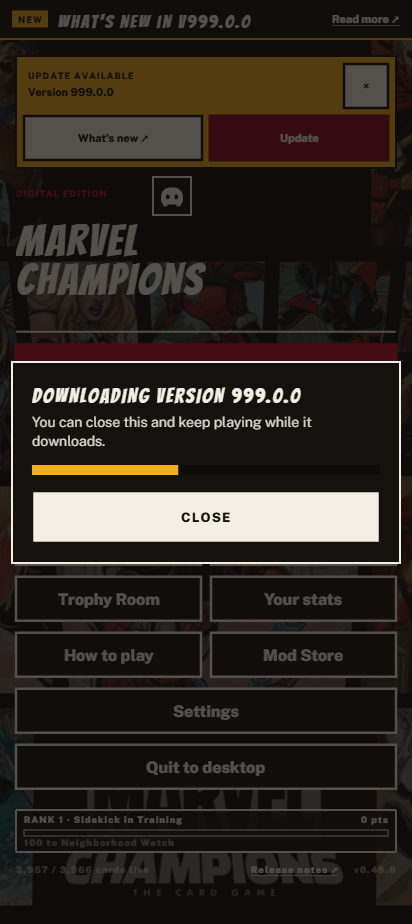 NEW WHAT'S NEW IN V999.0.0 Read more ↗
UPDATE AVAILABLE
Version 999.0.0
×
What's new ↗ Update
DIGITAL EDITION
MARVEL
CHAMPIONS
DOWNLOADING VERSION 999.0.0
You can close this and keep playing while it
downloads.
CLOSE
Trophy Room Your stats
How to play Mod Store
Settings
Quit to desktop
MARVEL
RANK 1 · Sidekick in Training 0 pts
100 to Neighborhood Watch
CHAMPIONS
3,957 / 3,966 cards live Release notes ↗ v0.49.0
THE CARD GAME